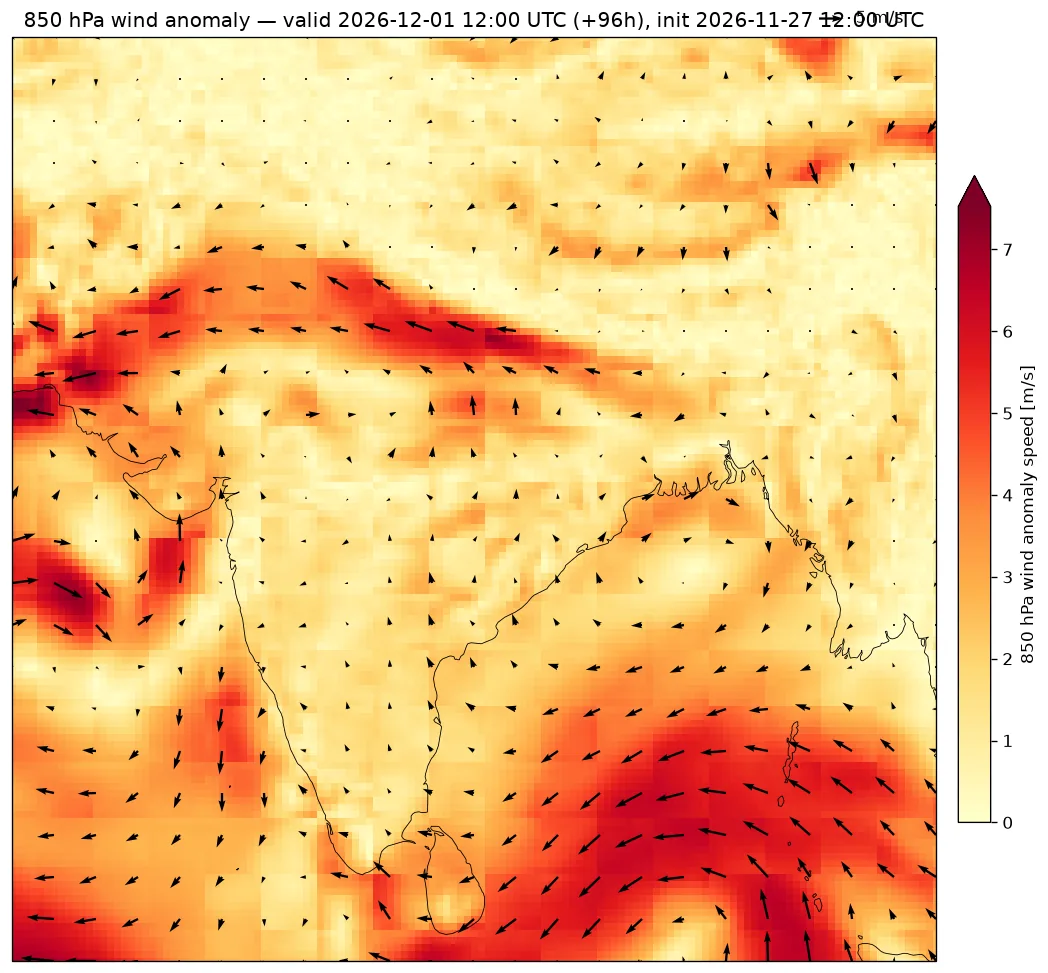 850 hPa wind anomaly — valid 2026-12-01 12:00 UTC (+96h), init 2026-11-27 12:00 UTC
5 m/s
7
6
5
4
3
2
1
0
850 hPa wind anomaly speed [m/s]